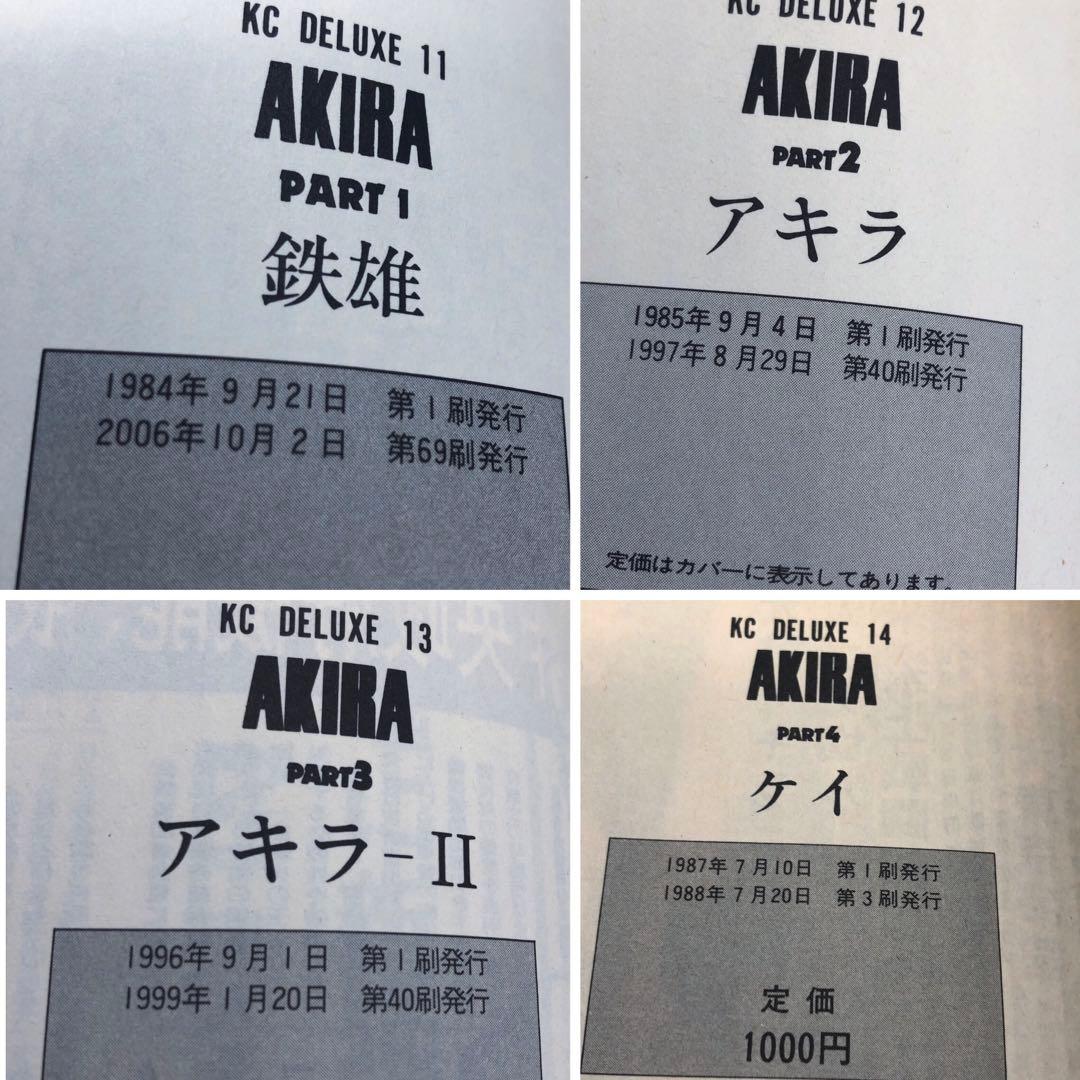 KC DELUXE 11
AKIRA
PART 1
鉄雄
1984年9月21日 第1刷発行
2006年10月2日 第69刷発行
KC DELUXE 12
AKIRA
PART2
アキラ
1985年9月4日 第1刷発行
1997年8月29日 第40刷発行
定価はカバーに表示してあります。
KC DELUXE 13
AKIRA
PART3
アキラ-II
1996年9月1日 第1刷発行
1999年1月20日 第40刷発行
KC DELUXE 14
AKIRA
PART4
ケイ
1987年7月10日 第1刷発行
1988年7月20日 第3刷発行
定価
1000円